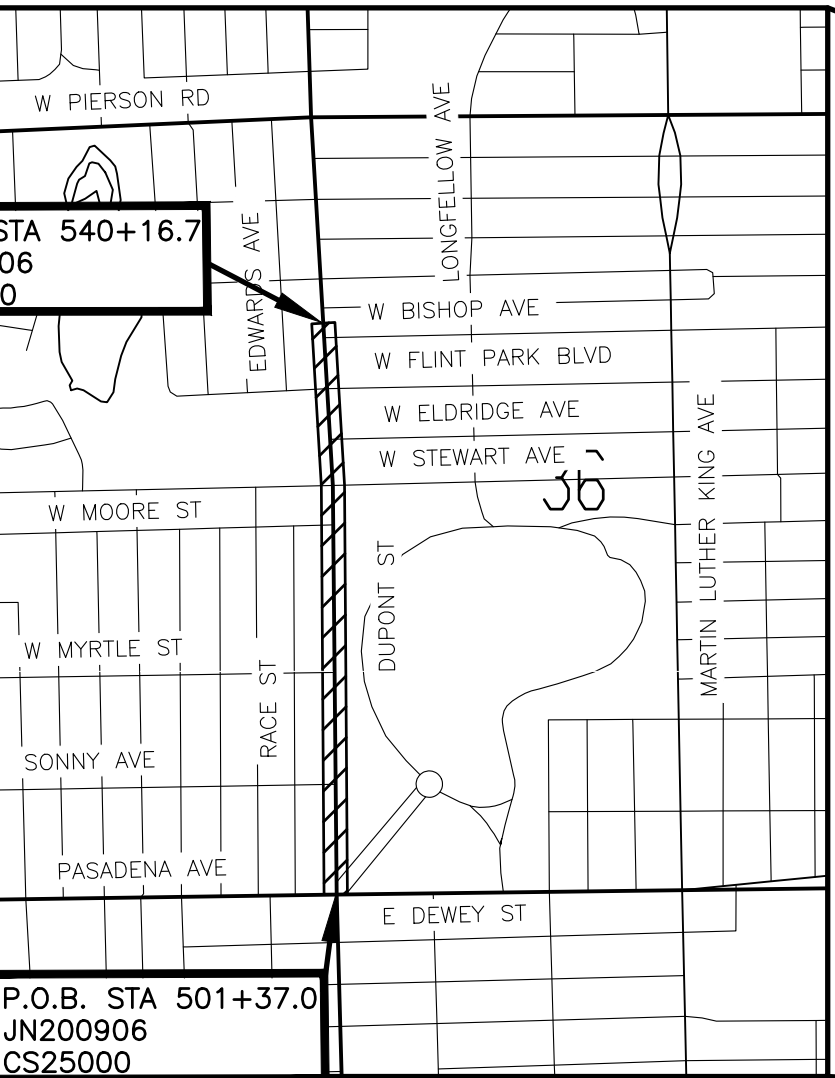 W PIERSON RD
LONGFELLOW AVE
STA 540+16.7
06
0
EDWARDS AVE
W BISHOP AVE
W FLINT PARK BLVD
W ELDRIDGE AVE
W STEWART AVE
36
MARTIN LUTHER KING AVE
W MOORE ST
DUPONT ST
W MYRTLE ST
RACE ST
SONNY AVE
PASADENA AVE
E DEWEY ST
P.O.B. STA 501+37.0
JN200906
CS25000